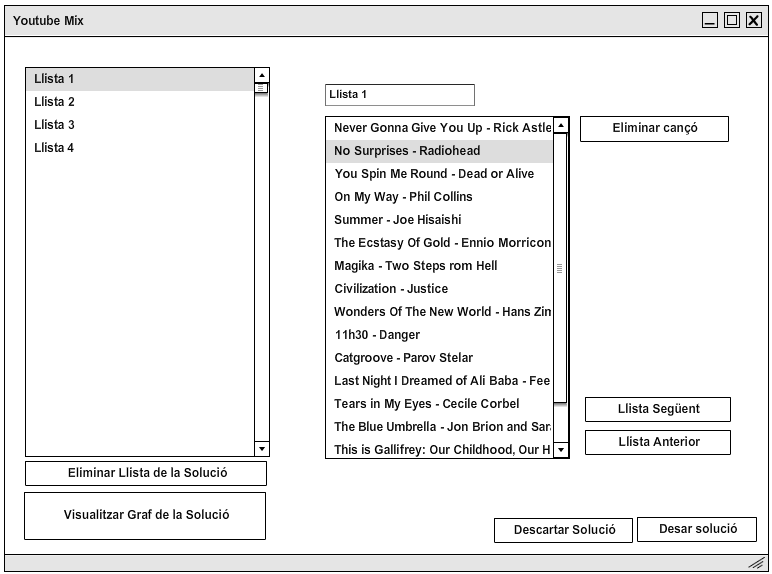 Youtube Mix
Llista 1
Llista 2
Llista 3
Llista 4
Eliminar Llista de la Solució
Visualitzar Graf de la Solució
Llista 1
Never Gonna Give You Up - Rick Astle
No Surprises - Radiohead
You Spin Me Round - Dead or Alive
On My Way - Phil Collins
Summer - Joe Hisaishi
The Ecstasy Of Gold - Ennio Morricon
Magika - Two Steps rom Hell
Civilization - Justice
Wonders Of The New World - Hans Zin
11h30 - Danger
Catgroove - Parov Stelar
Last Night I Dreamed of Ali Baba - Fee
Tears in My Eyes - Cecile Corbel
The Blue Umbrella - Jon Brion and Sara
This is Gallifrey: Our Childhood, Our H
Eliminar cançó
Llista Següent
Llista Anterior
Descartar Solució
Desar solució